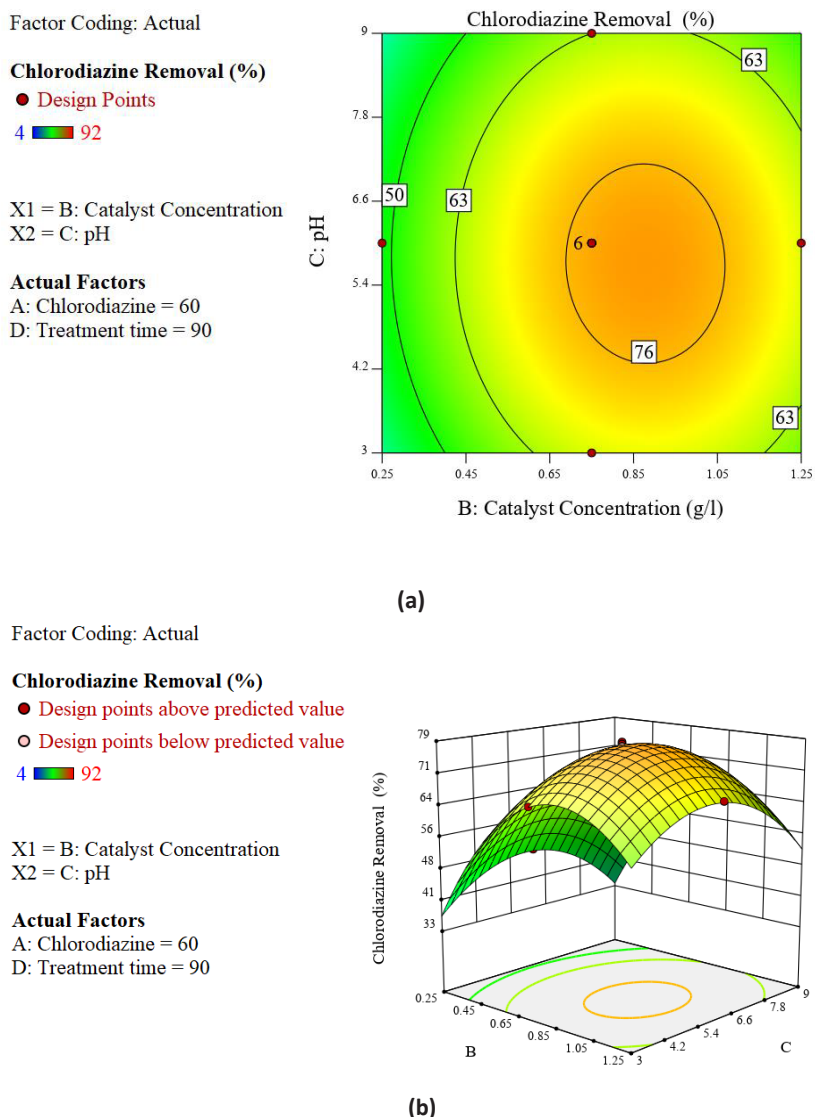 Factor Coding: Actual
Chlorodiazine Removal (%)
Design Points
4 92
X1 = B: Catalyst Concentration
X2 = C: pH
Actual Factors
A: Chlorodiazine = 60
D: Treatment time = 90
Chlorodiazine Removal (%)
9
7.8
6.6
5.4
4.2
3
C: pH
63
50
63
6
76
63
0.25 0.45 0.65 0.85 1.05 1.25
B: Catalyst Concentration (g/l)
(a)
Factor Coding: Actual
Chlorodiazine Removal (%)
Design points above predicted value
Design points below predicted value
4 92
X1 = B: Catalyst Concentration
X2 = C: pH
Actual Factors
A: Chlorodiazine = 60
D: Treatment time = 90
Chlorodiazine Removal (%)
79
71
64
56
48
41
33
0.25 0.45 0.65 0.85 1.05 1.25
B
3 4.2 5.4 6.6 7.8 9
C
(b)